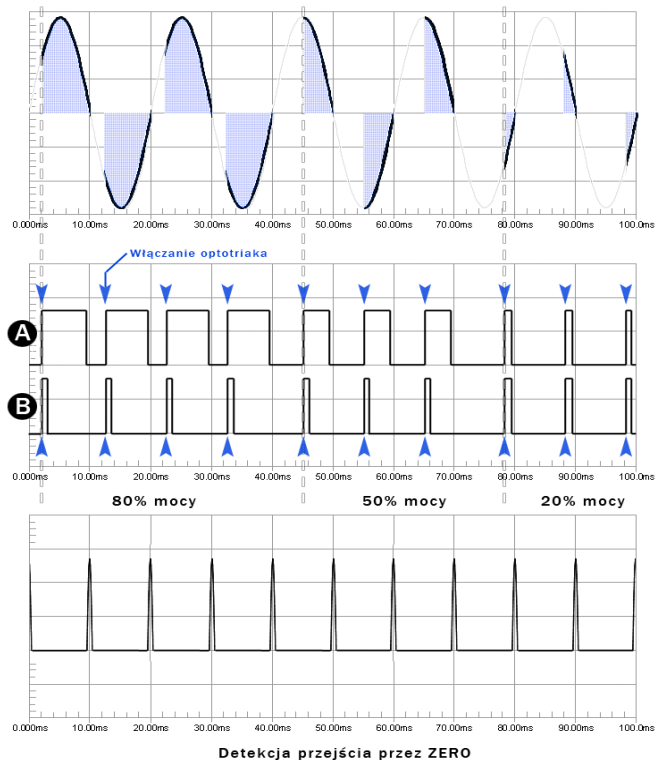 0.000ms 10.00ms 20.00ms 30.00ms 40.00ms 50.00ms 60.00ms 70.00ms 80.00ms 90.00ms 100.0ms
Włączanie optotriaka
A
B
0.000ms 10.00ms 20.00ms 30.00ms 40.00ms 50.00ms 60.00ms 70.00ms 80.00ms 90.00ms 100.0ms
80% mocy 50% mocy 20% mocy
0.000ms 10.00ms 20.00ms 30.00ms 40.00ms 50.00ms 60.00ms 70.00ms 80.00ms 90.00ms 100.0ms
Detekcja przejścia przez ZERO